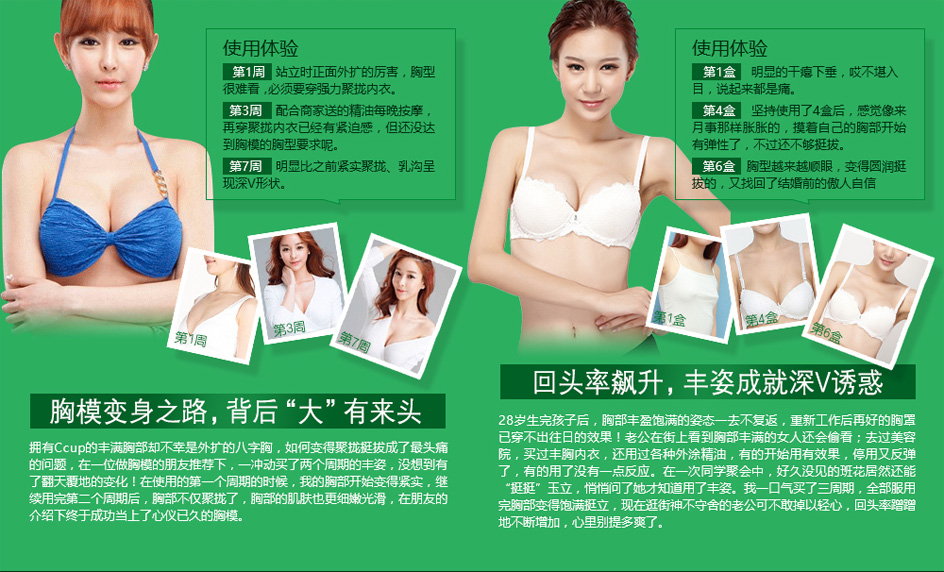 使用体验
第1周 站立时正面外扩的厉害，胸型
很难看，必须要穿强力聚拢内衣。
第3周 配合商家送的精油每晚按摩，
再穿聚拢内衣已经有紧迫感，但还没达
到胸模的胸型要求呢。
第7周 明显比之前紧实聚拢、乳沟呈
现深V形状。
第1周
第3周
第7周
胸模变身之路，背后“大”有来头
拥有Ccup的丰满胸部却不幸是外扩的八字胸，如何变得聚拢挺拔成了最头痛
的问题，在一位做胸模的朋友推荐下，一冲动买了两个周期的丰姿，没想到有
了翻天覆地的变化！在使用的第一个周期的时候，我的胸部开始变得紧实，继
续用完第二个周期后，胸部不仅聚拢了，胸部的肌肤也更细嫩光滑，在朋友的
介绍下终于成功当上了心仪已久的胸模。
使用体验
第1盒 明显的干瘪下垂，哎不堪入
目，说起来都是痛。
第4盒 坚持使用了4盒后，感觉像来
月事那样胀胀的，摸着自己的胸部开始
有弹性了，不过还不够挺拔。
第6盒 胸型越来越顺眼，变得圆润挺
拔的，又找回了结婚前的傲人自信
第1盒
第4盒
第6盒
回头率飙升，丰姿成就深V诱惑
28岁生完孩子后，胸部丰盈饱满的姿态一去不复返，重新工作后再好的胸罩
已穿不出往日的效果！老公在街上看到胸部丰满的女人还会偷看；去过美容
院，买过丰胸内衣，还用过各种外涂精油，有的开始用有效果，停用又反弹
了，有的用了没有一点反应。在一次同学聚会中，好久没见的班花居然还能
“挺挺”玉立，悄悄问了她才知道用了丰姿。我一口气买了三周期，全部服用
完胸部变得饱满挺立，现在逛街神不守舍的老公可不敢掉以轻心，回头率蹭蹭
地不断增加，心里别提多爽了。